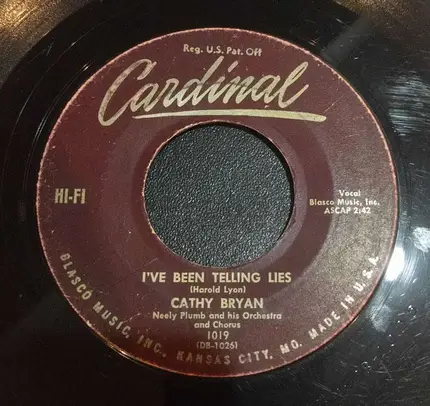 Reg. U.S. Pat. Off
Cardinal
HI-FI
Vocal
Blasco Music, Inc.
ASCAP 2:42
I'VE BEEN TELLING LIES
(Harold Lyon)
CATHY BRYAN
Neely Plumb and his Orchestra
and Chorus
1019
(DB-1026)
BLASCO MUSIC, INC., KANSAS CITY, MO. MADE IN U.S.A.